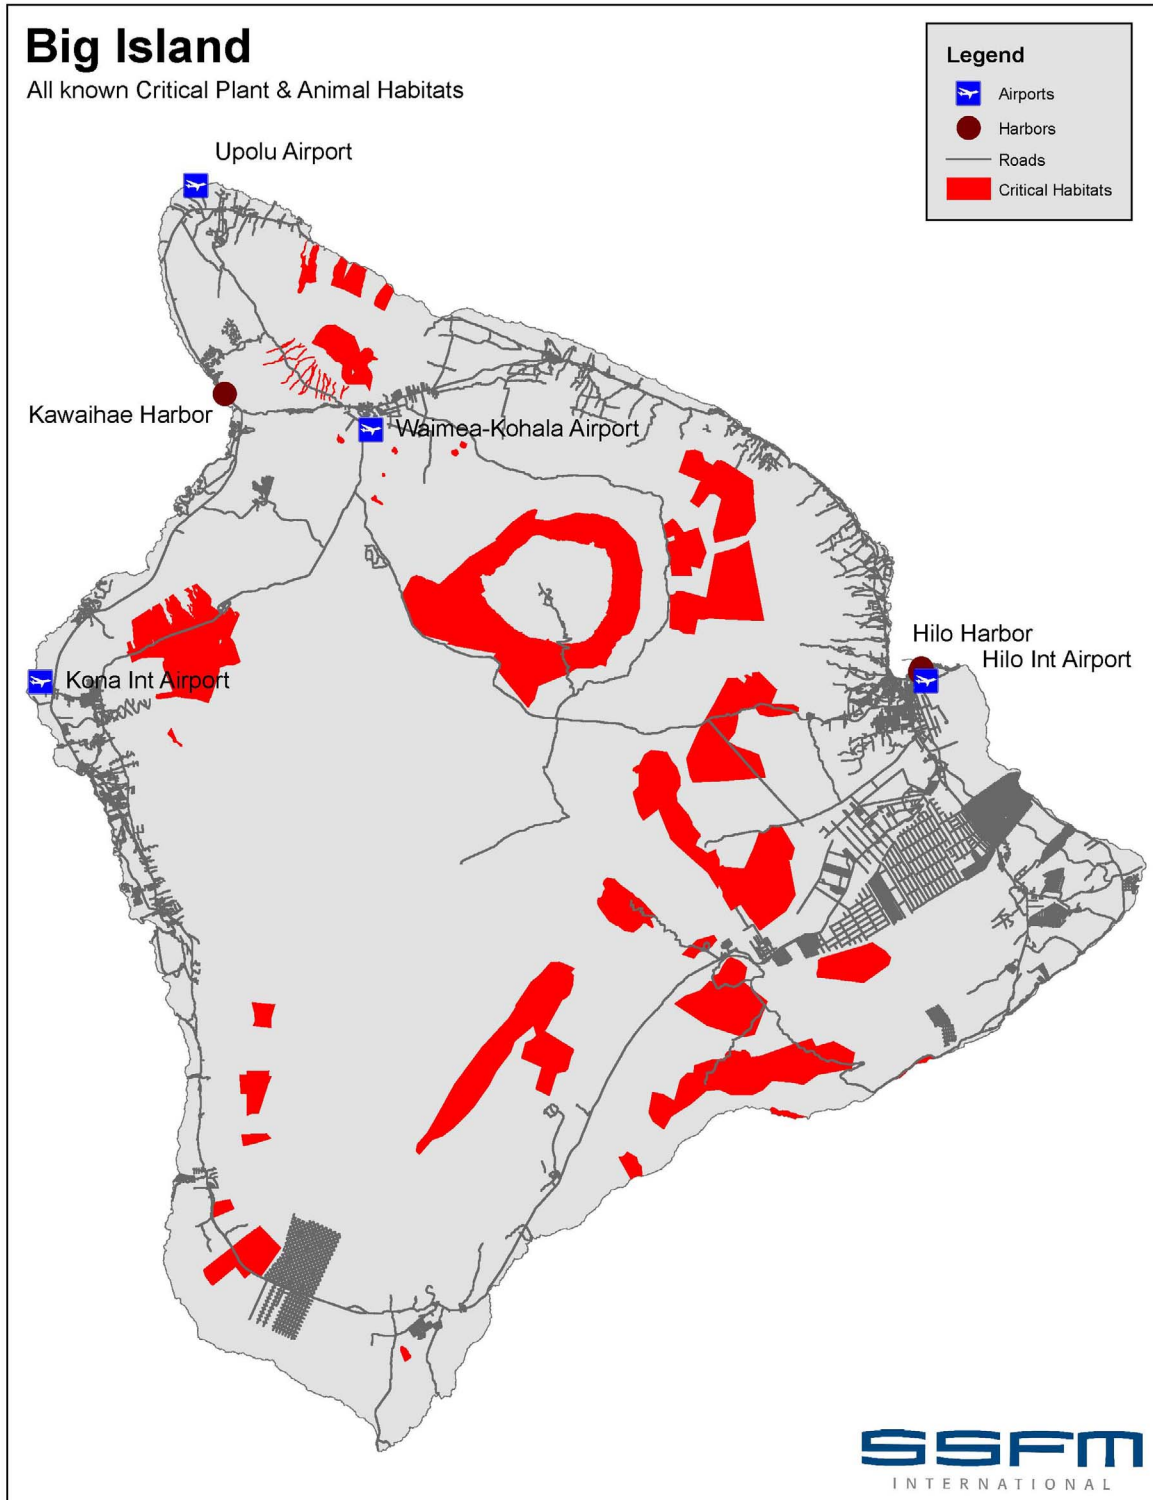 Big Island
All known Critical Plant & Animal Habitats
Legend
Airports
Harbors
Roads
Critical Habitats
Upolu Airport
Kawaihae Harbor
Waimea-Kohala Airport
Hilo Harbor
Hilo Int Airport
Kona Int Airport
SSFM
INTERNATIONAL